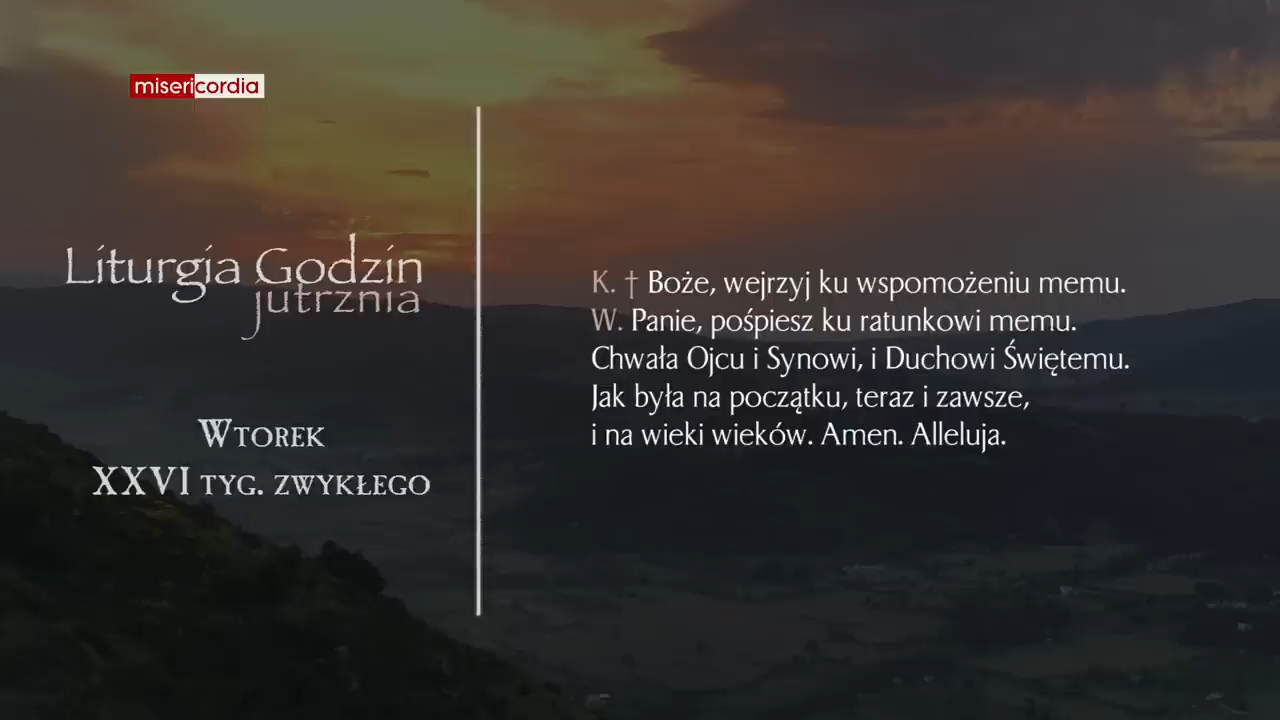 misericordia
Liturgia Godzin
jutrznia
Wtorek
XXVI tyg. zwykłego
K. † Boże, wejrzyj ku wspomożeniu memu.
W. Panie, pośpiesz ku ratunkowi memu.
Chwała Ojcu i Synowi, i Duchowi Świętemu.
Jak była na początku, teraz i zawsze,
i na wieki wieków. Amen. Alleluja.